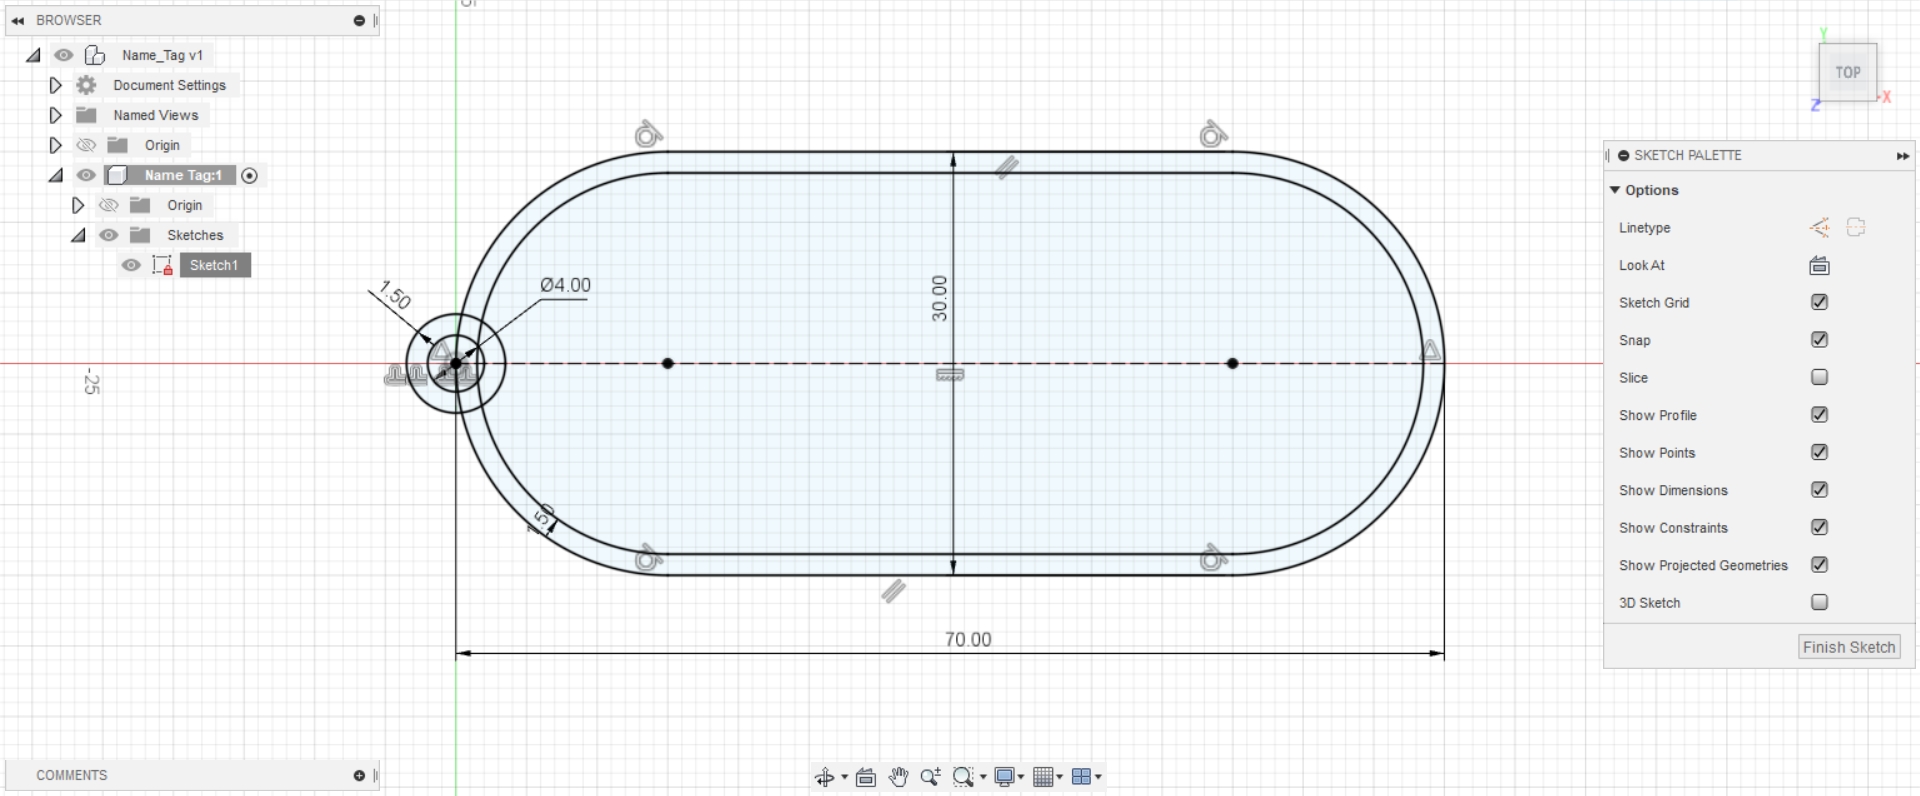 BROWSER
Name_Tag v1
Document Settings
Named Views
Origin
Name Tag:1
Origin
Sketches
Sketch1
TOP
Y
X
Z
SKETCH PALETTE
Options
Linetype
Look At
Sketch Grid
Snap
Slice
Show Profile
Show Points
Show Dimensions
Show Constraints
Show Projected Geometries
3D Sketch
Finish Sketch
1.50
Ø4.00
30.00
-25
1.50
70.00
COMMENTS